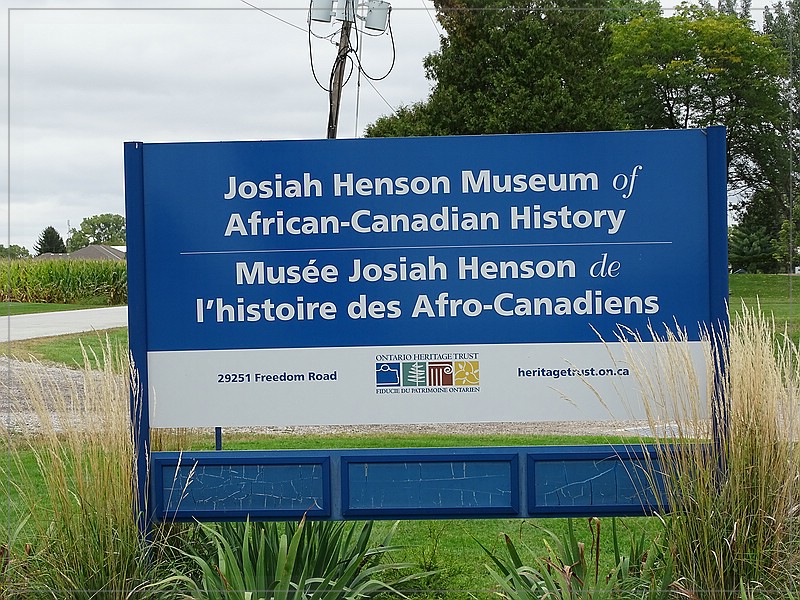 Josiah Henson Museum of
African-Canadian History
Musée Josiah Henson de
l'histoire des Afro-Canadiens
29251 Freedom Road
ONTARIO HERITAGE TRUST
FIDUCIE DU PATRIMOINE ONTARIEN
heritagetrust.on.ca